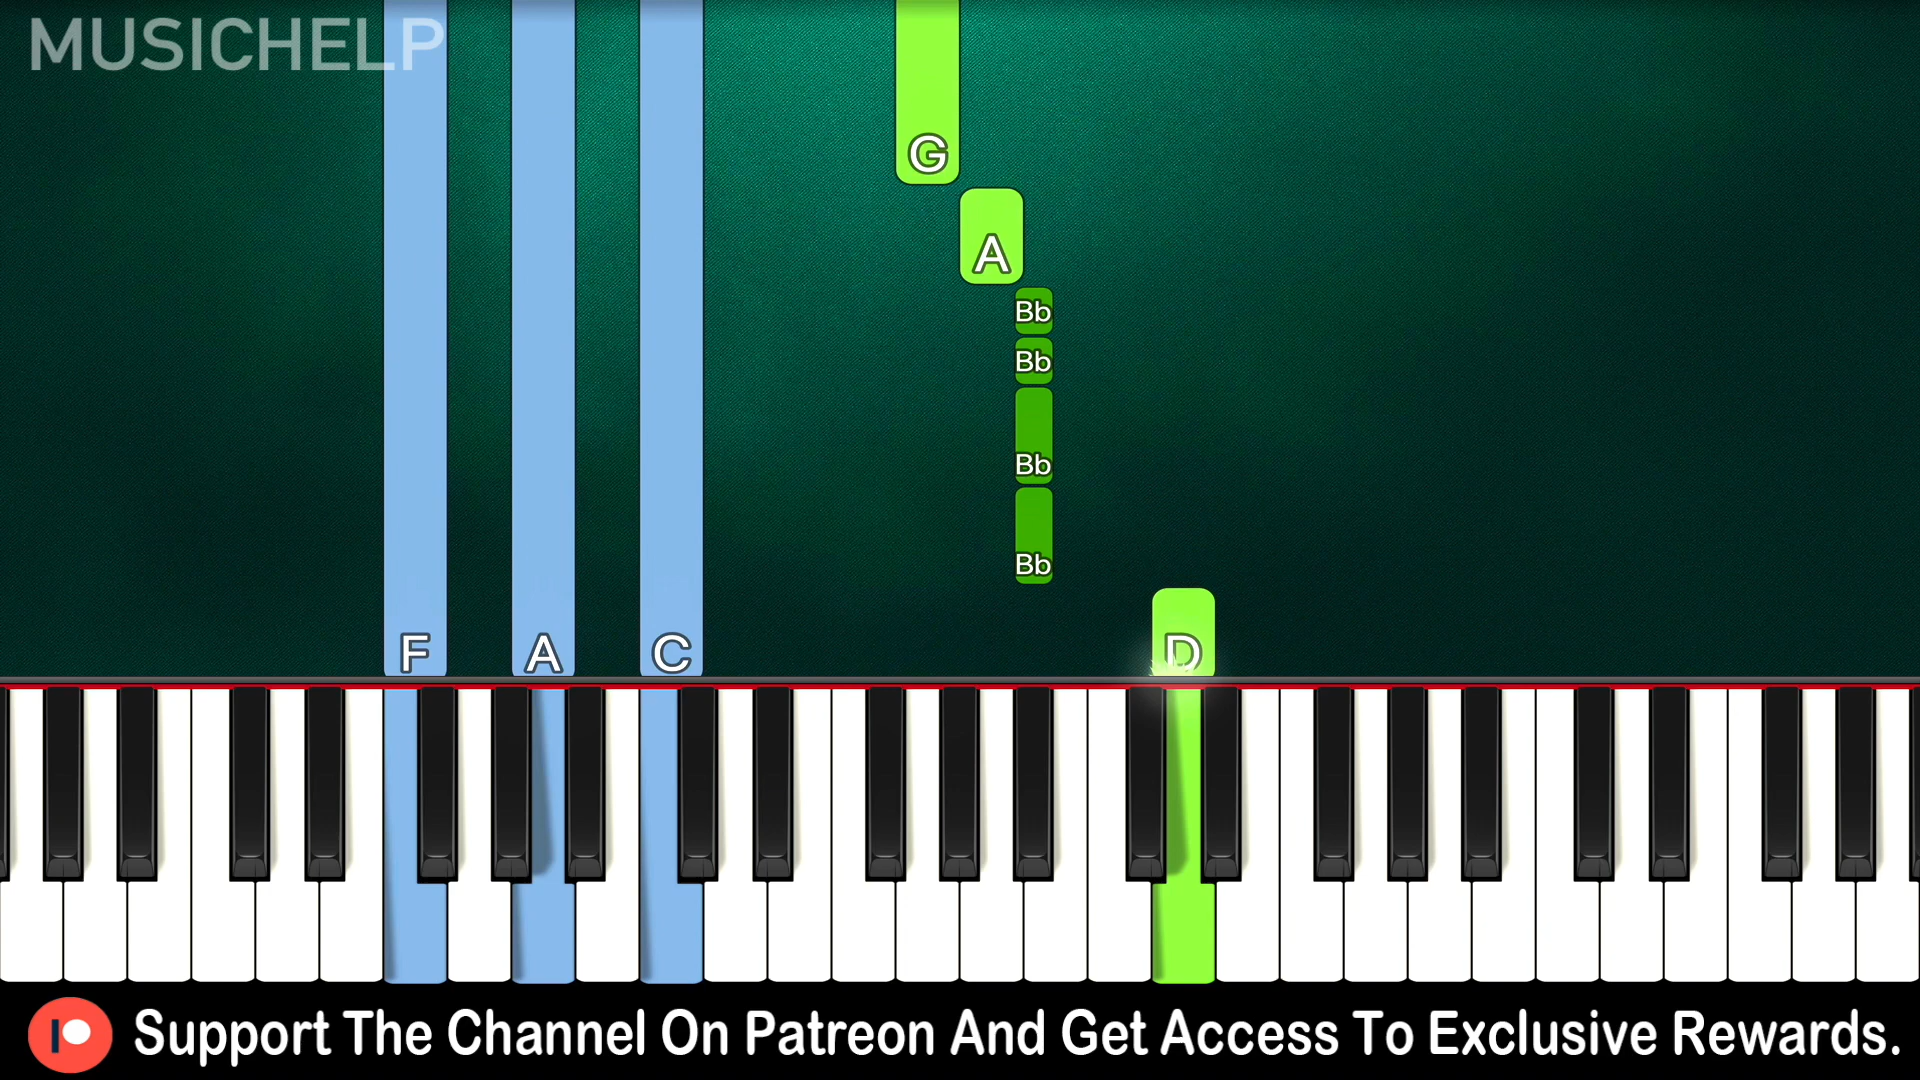 MUSICHELP
G
A
Bb
Bb
Bb
Bb
F A C D
Support The Channel On Patreon And Get Access To Exclusive Rewards.